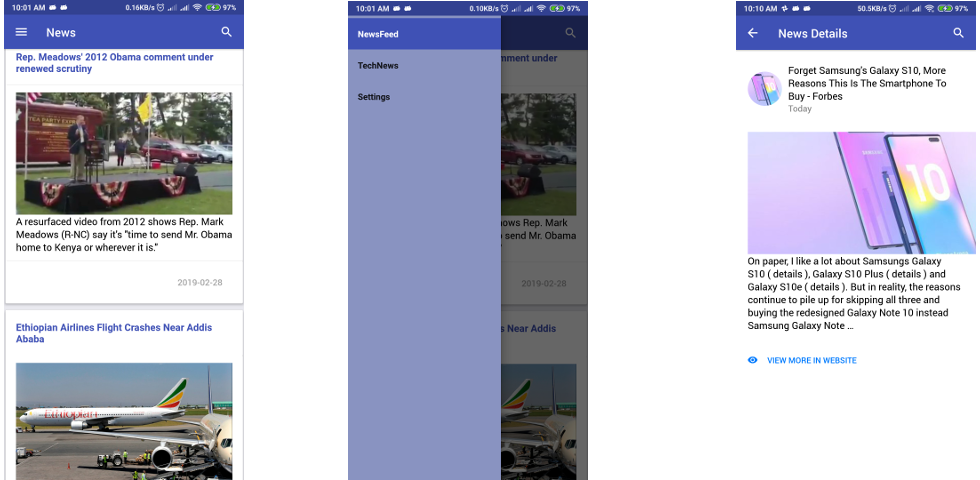 10:01 AM 0.16KB/s 97%
News
Rep. Meadows' 2012 Obama comment under
renewed scrutiny
TEA PARTY EXPR
A resurfaced video from 2012 shows Rep. Mark
Meadows (R-NC) say it's "time to send Mr. Obama
home to Kenya or wherever it is."
2019-02-28
Ethiopian Airlines Flight Crashes Near Addis
Ababa
10:01 AM 0.10KB/s 97%
NewsFeed
TechNews
Settings
mment under
hows Rep. Mark
send Mr. Obama
2019-02-28
s Near Addis
10:10 AM 50.5KB/s 97%
News Details
Forget Samsung's Galaxy S10, More
Reasons This Is The Smartphone To
Buy - Forbes
Today
10
On paper, I like a lot about Samsungs Galaxy
S10 ( details ), Galaxy S10 Plus ( details ) and
Galaxy S10e ( details ). But in reality, the reasons
continue to pile up for skipping all three and
buying the redesigned Galaxy Note 10 instead
Samsung Galaxy Note …
VIEW MORE IN WEBSITE